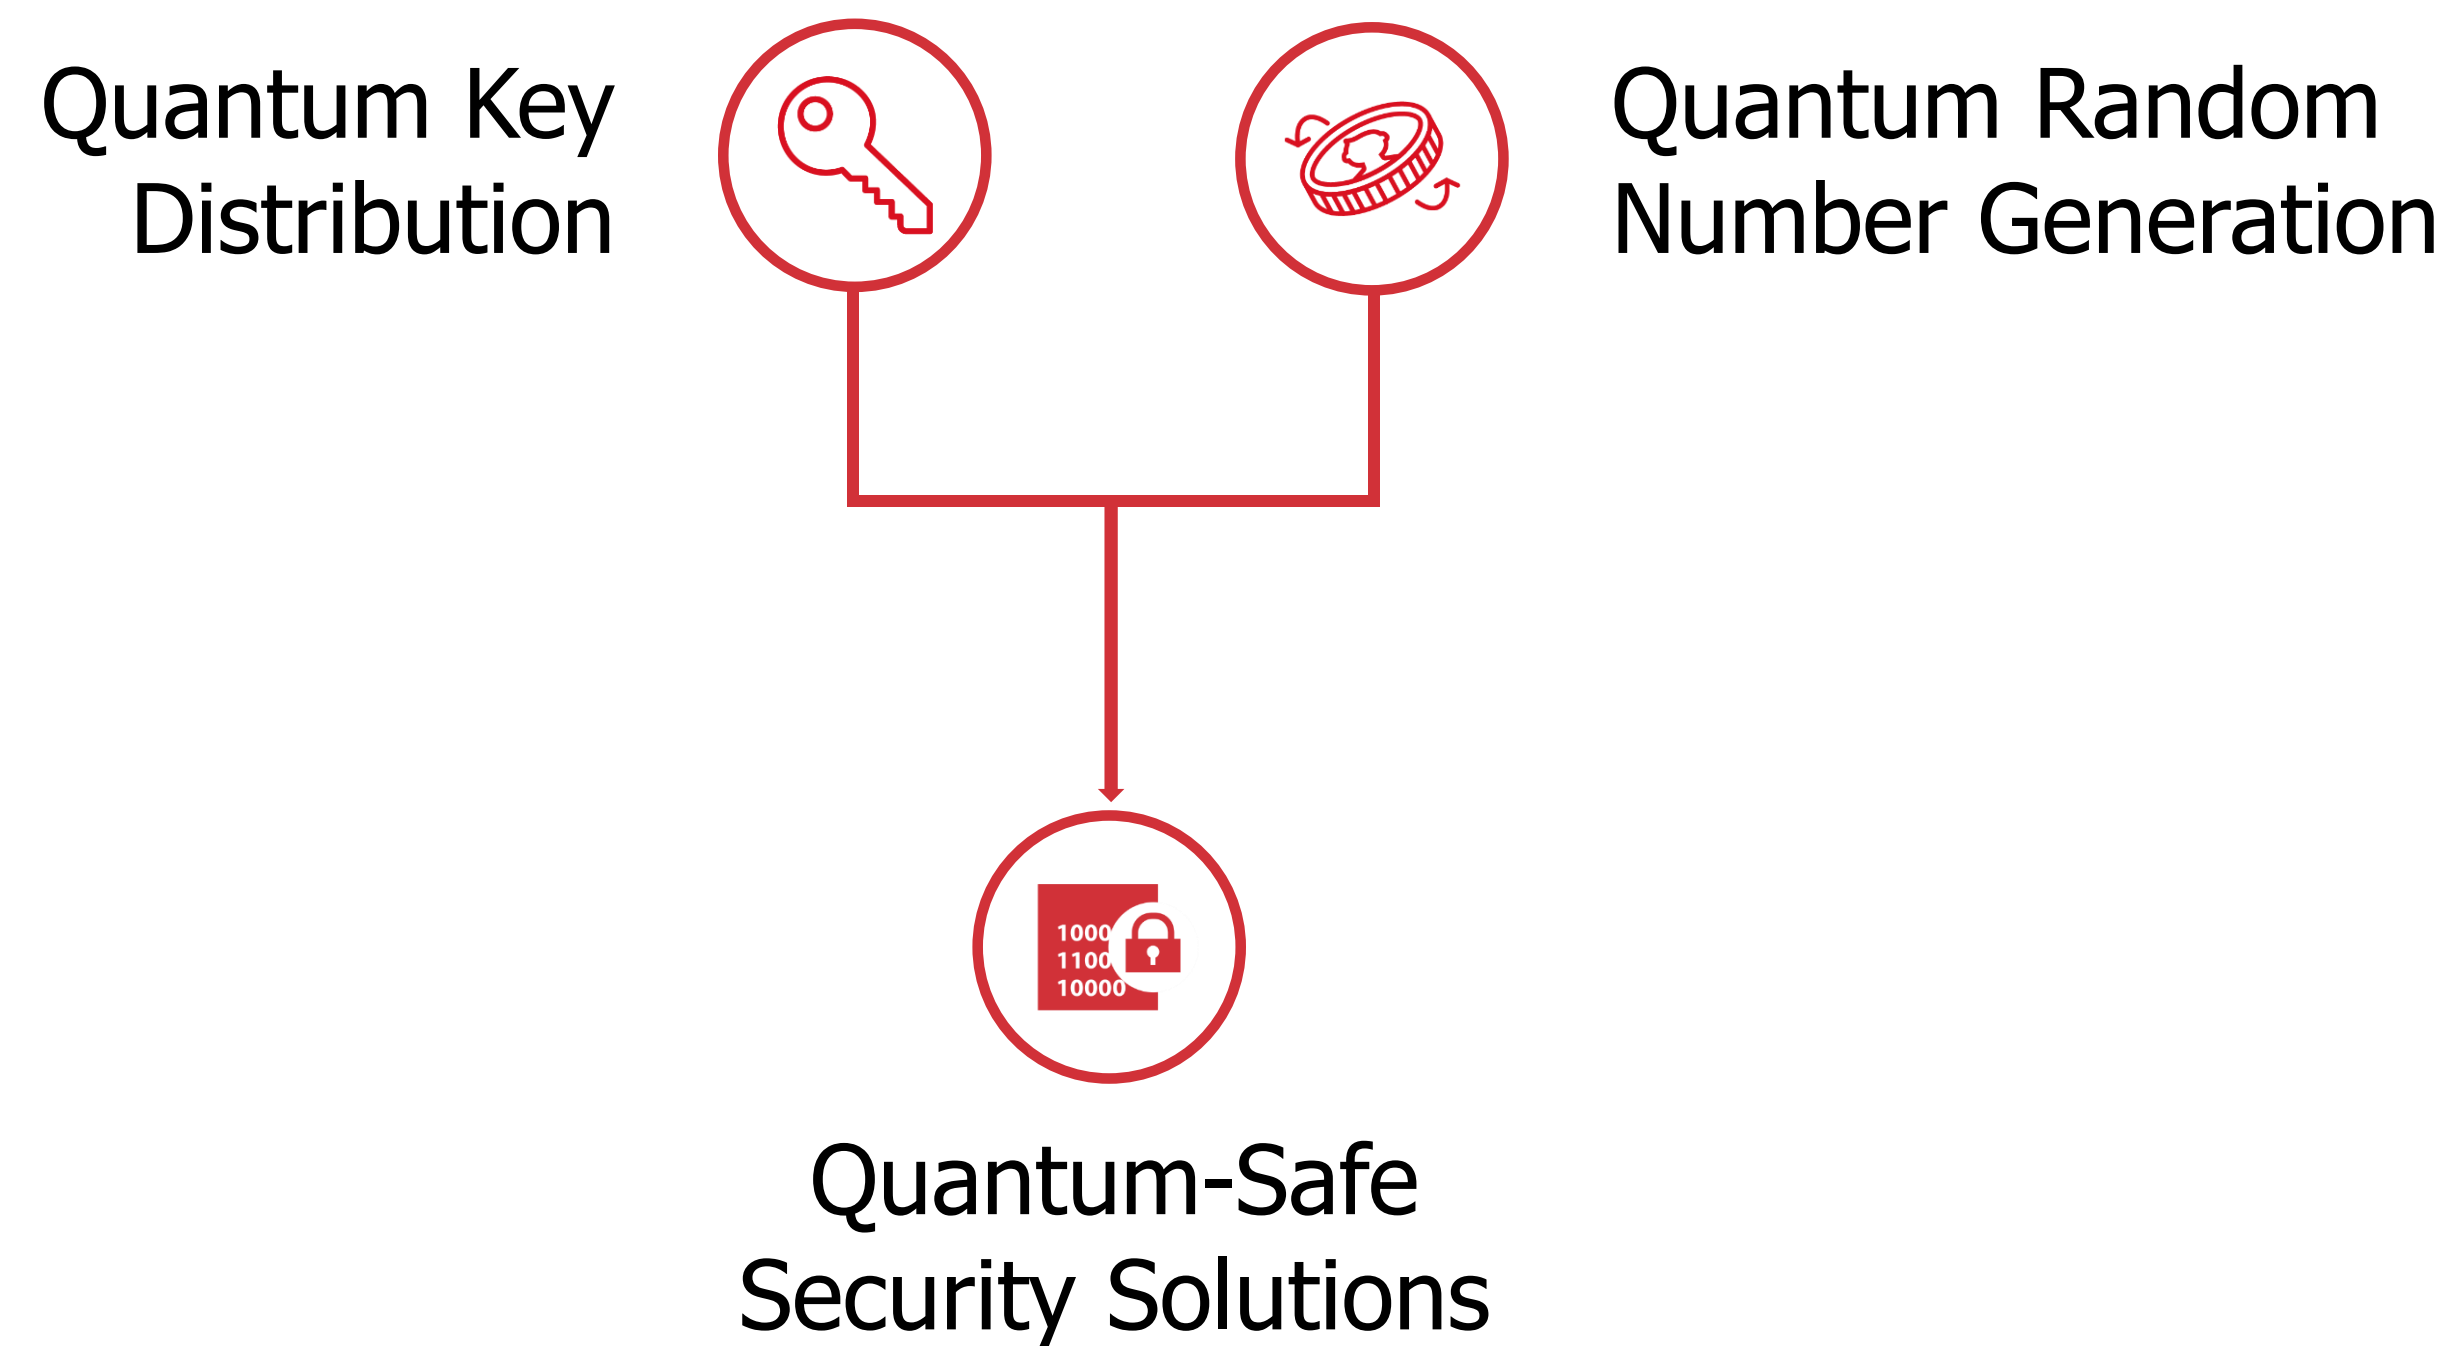 Quantum Key
Distribution
Quantum Random
Number Generation
1000
1100
10000
Quantum-Safe
Security Solutions